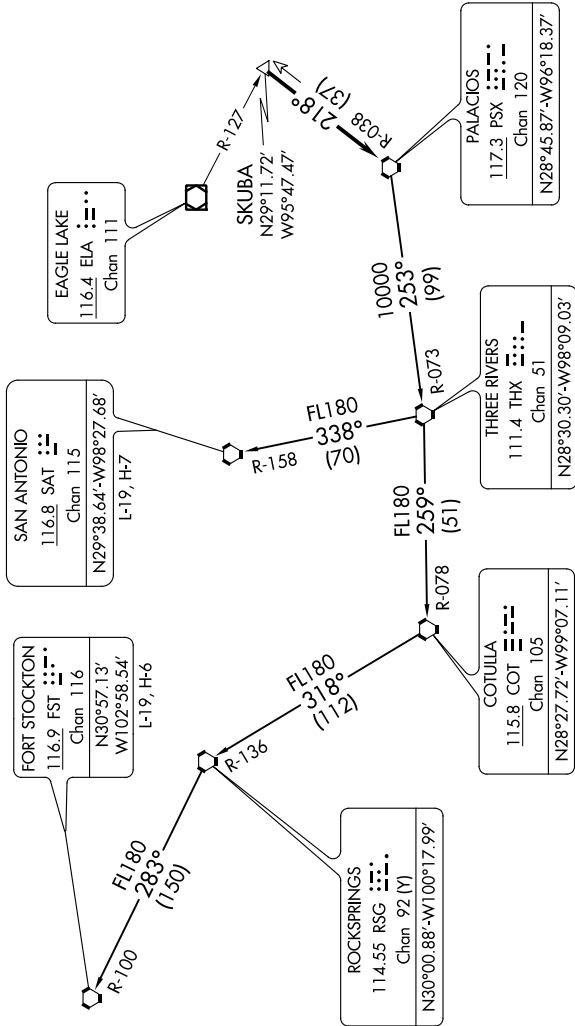 FORT STOCKTON
116.9 FST
Chan 116
N30°57.13′
W102°58.54′
L-19, H-6
SAN ANTONIO
116.8 SAT
Chan 115
N29°38.64′-W98°27.68′
L-19, H-7
EAGLE LAKE
116.4 ELA
Chan 111
R-127
SKUBA
N29°11.72′
W95°47.47′
218°
(37)
R-038
PALACIOS
117.3 PSX
Chan 120
N28°45.87′-W96°18.37′
10000
253°
(99)
R-073
THREE RIVERS
111.4 THX
Chan 51
N28°30.30′-W98°09.03′
FL180
338°
(70)
R-158
FL180
259°
(51)
R-078
COTULLA
115.8 COT
Chan 105
N28°27.72′-W99°07.11′
FL180
318°
(112)
R-136
ROCKSPRINGS
114.55 RSG
Chan 92 (Y)
N30°00.88′-W100°17.99′
FL180
283°
(150)
R-100